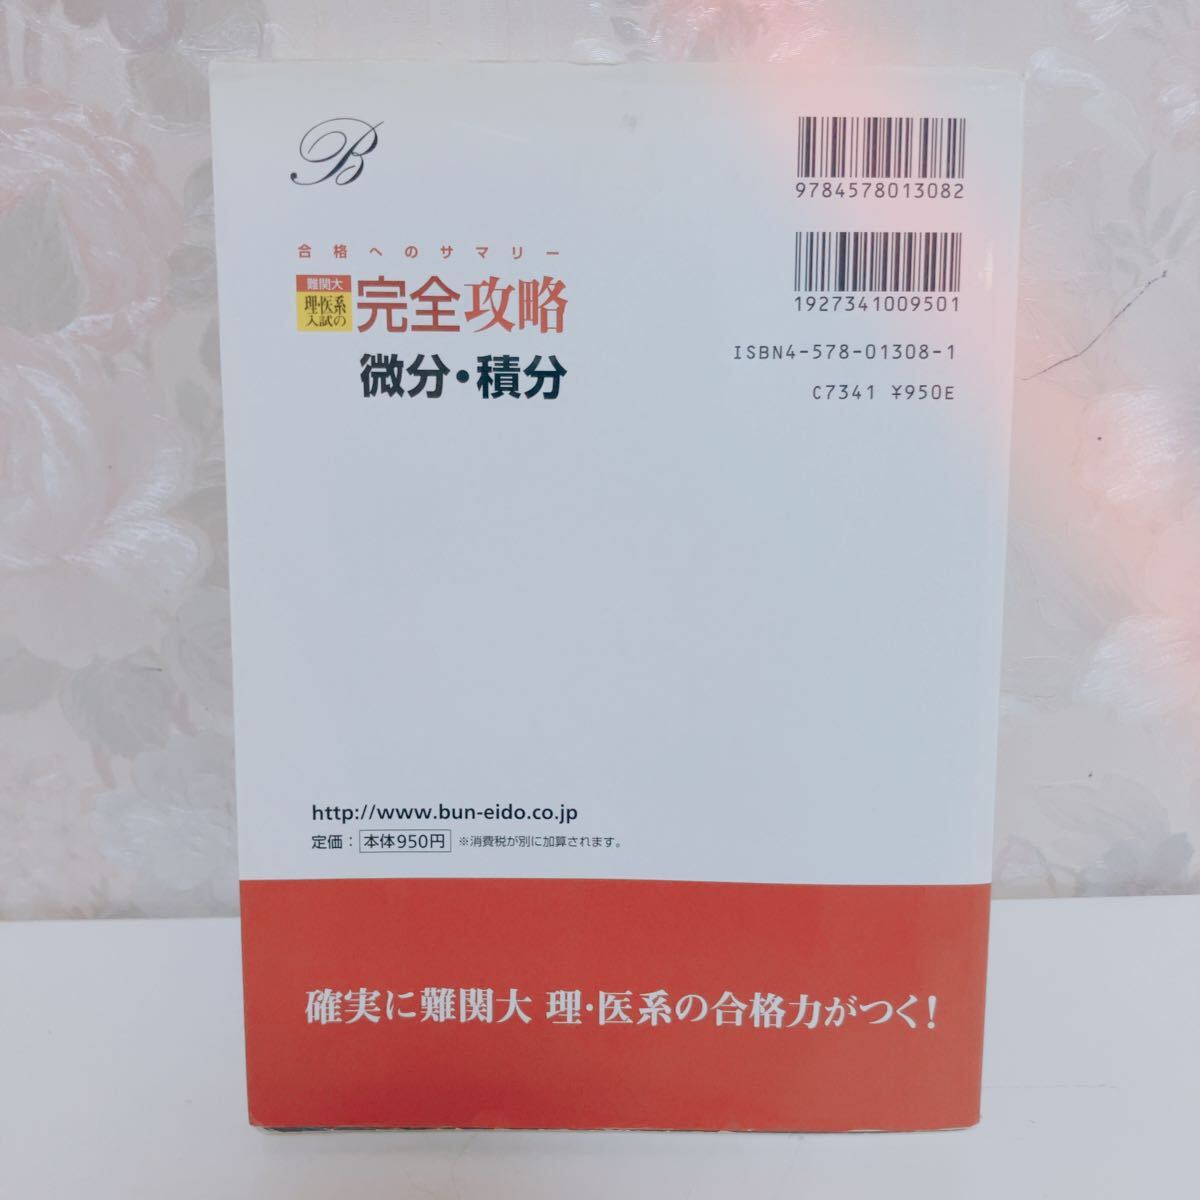 B
9784578013082
1927341009501
ISBN4-578-01308-1
C7341 ¥950E
合格へのサマリー
難関大
理・医系
入試の
完全攻略
微分・積分
http://www.bun-eido.co.jp
定価：本体950円 ※消費税が別に加算されます。
確実に難関大 理・医系の合格力がつく！